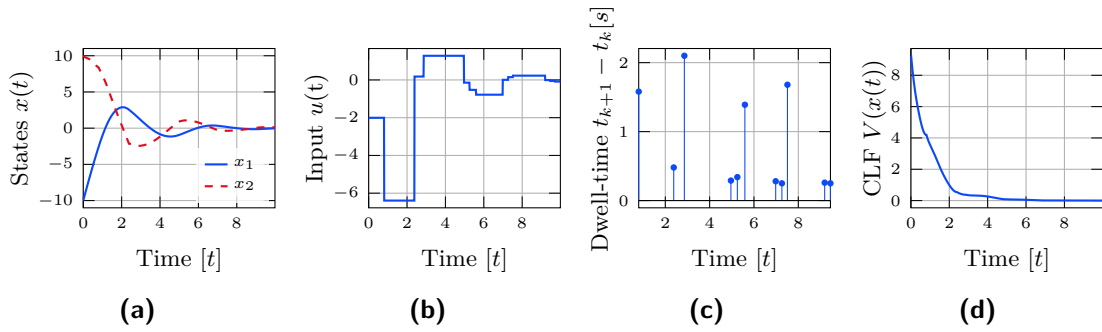 States x(t)
10
5
0
−5
−10
x₁
x₂
0 2 4 6 8
Time [t]
(a)
Input u(t)
0
−2
−4
−6
0 2 4 6 8
Time [t]
(b)
Dwell-time tₖ₊₁ − tₖ[s]
2
1
0
2 4 6 8
Time [t]
(c)
CLF V(x(t))
8
6
4
2
0
0 2 4 6 8
Time [t]
(d)